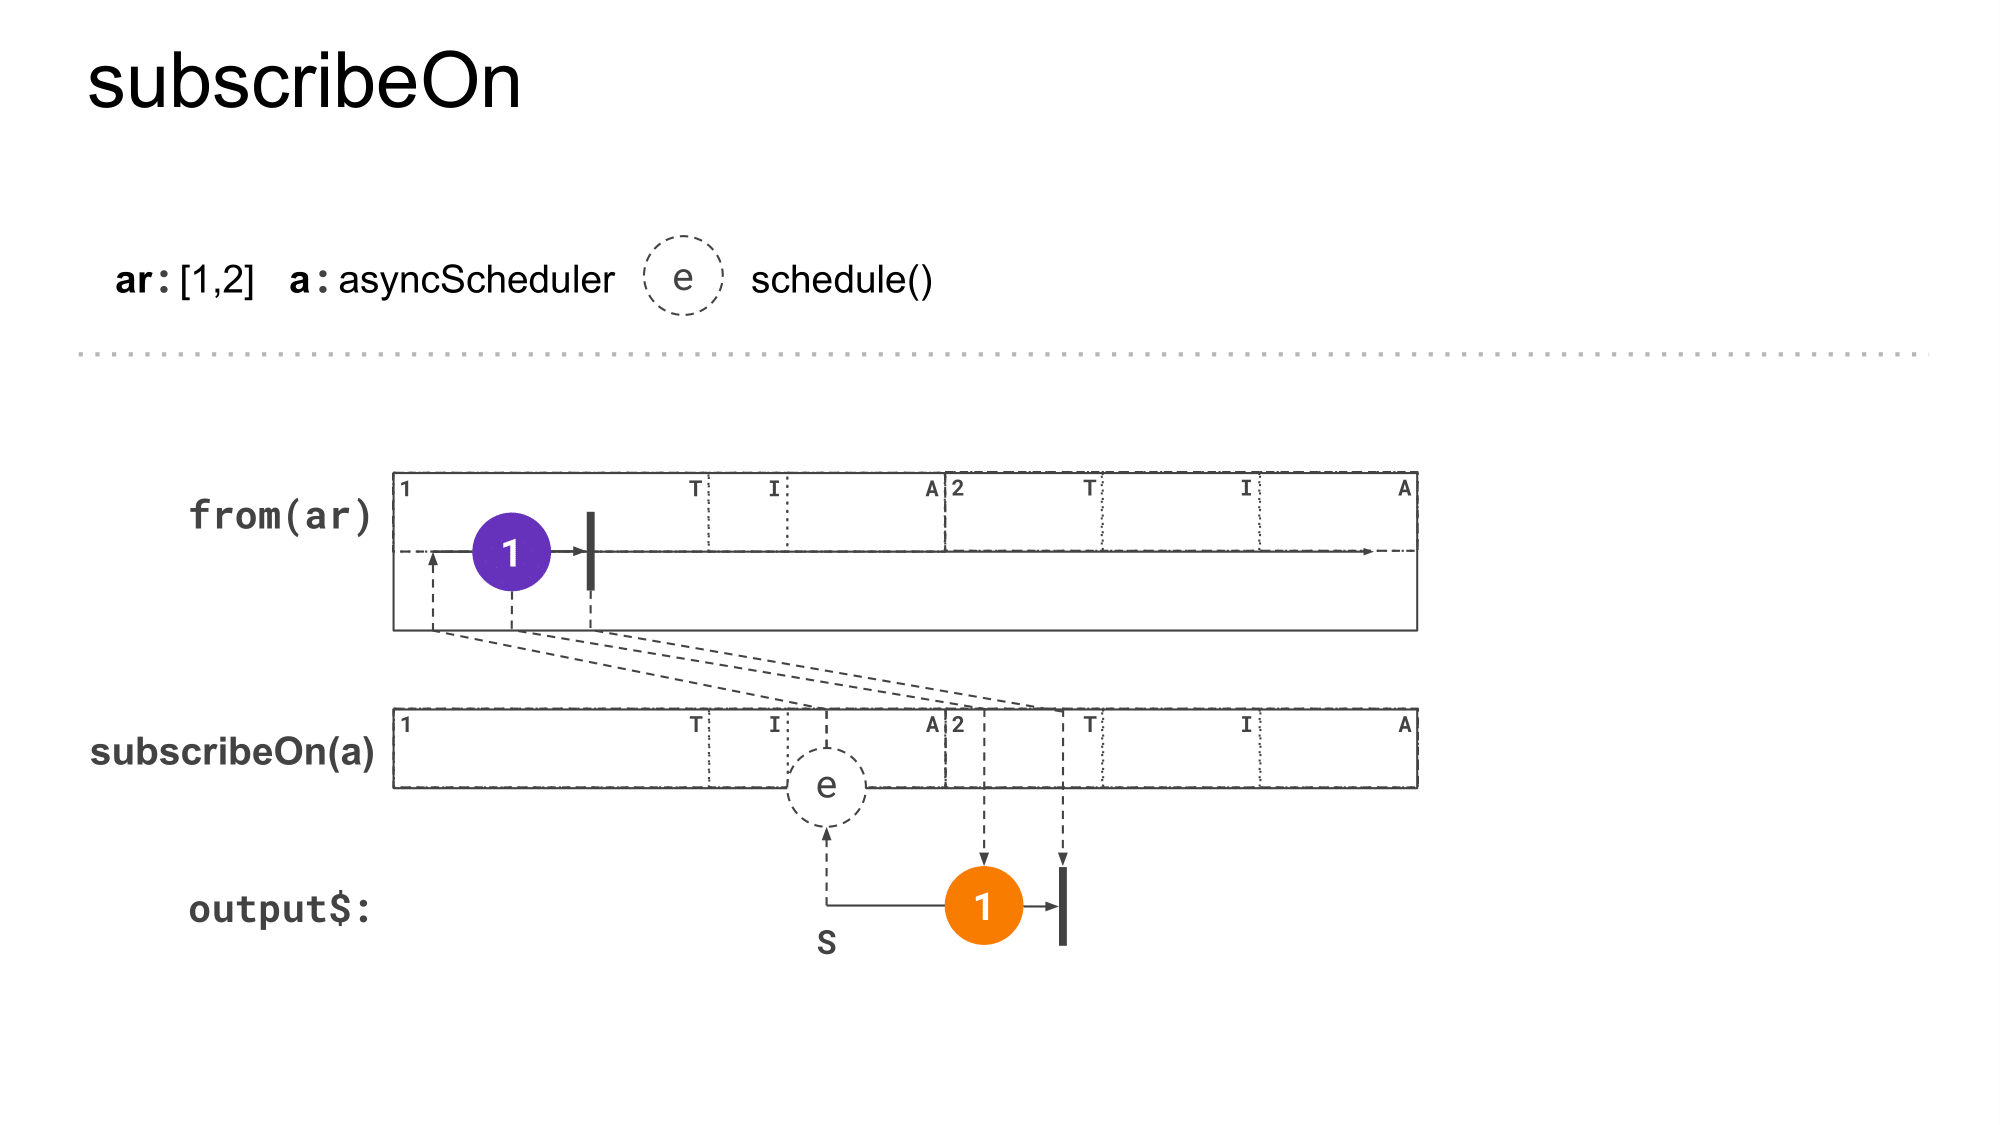 subscribeOn
ar: [1,2] a: asyncScheduler e schedule()
from(ar)
1 T I A 2 T I A
1
subscribeOn(a)
1 T I A 2 T I A
e
output$:
1
S